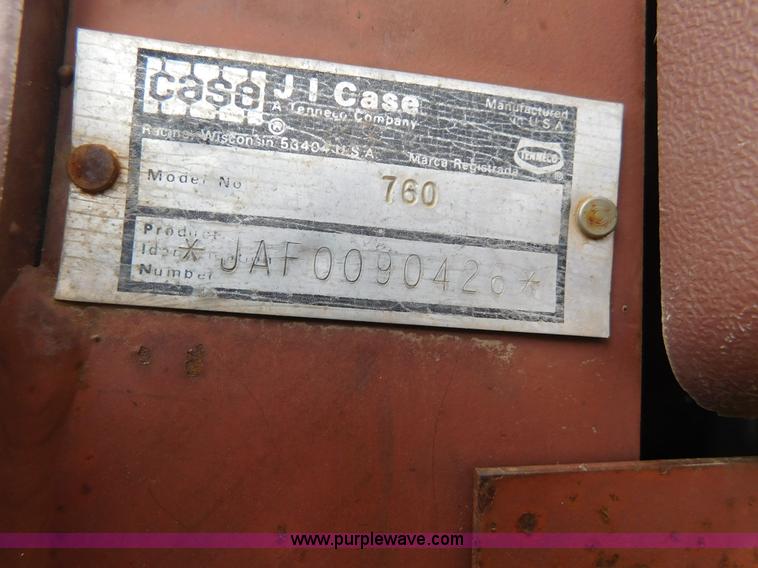 case J I Case
A Tenneco Company
Manufactured
in U.S.A.
®
Racine, Wisconsin 53404 U.S.A.
Marca Registrada
TENNECO ®
Model No 760
Product
Identification
Number
www.purplewave.com